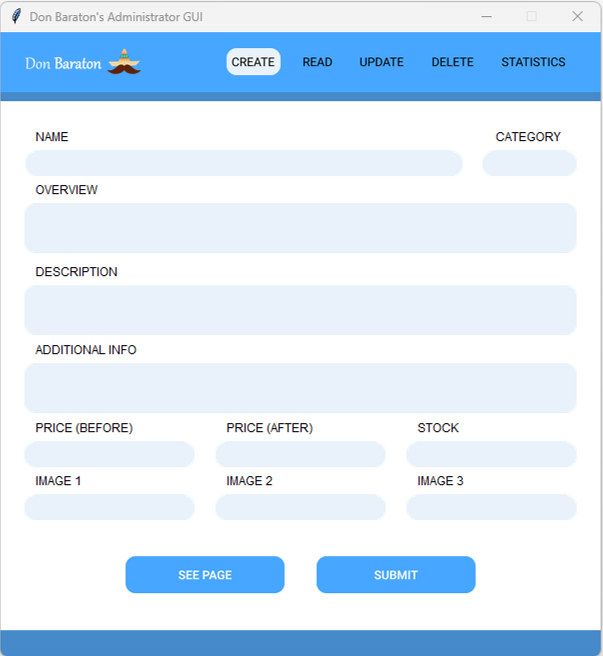 Don Baraton's Administrator GUI
Don Baraton CREATE READ UPDATE DELETE STATISTICS
NAME CATEGORY
OVERVIEW
DESCRIPTION
ADDITIONAL INFO
PRICE (BEFORE) PRICE (AFTER) STOCK
IMAGE 1 IMAGE 2 IMAGE 3
SEE PAGE SUBMIT